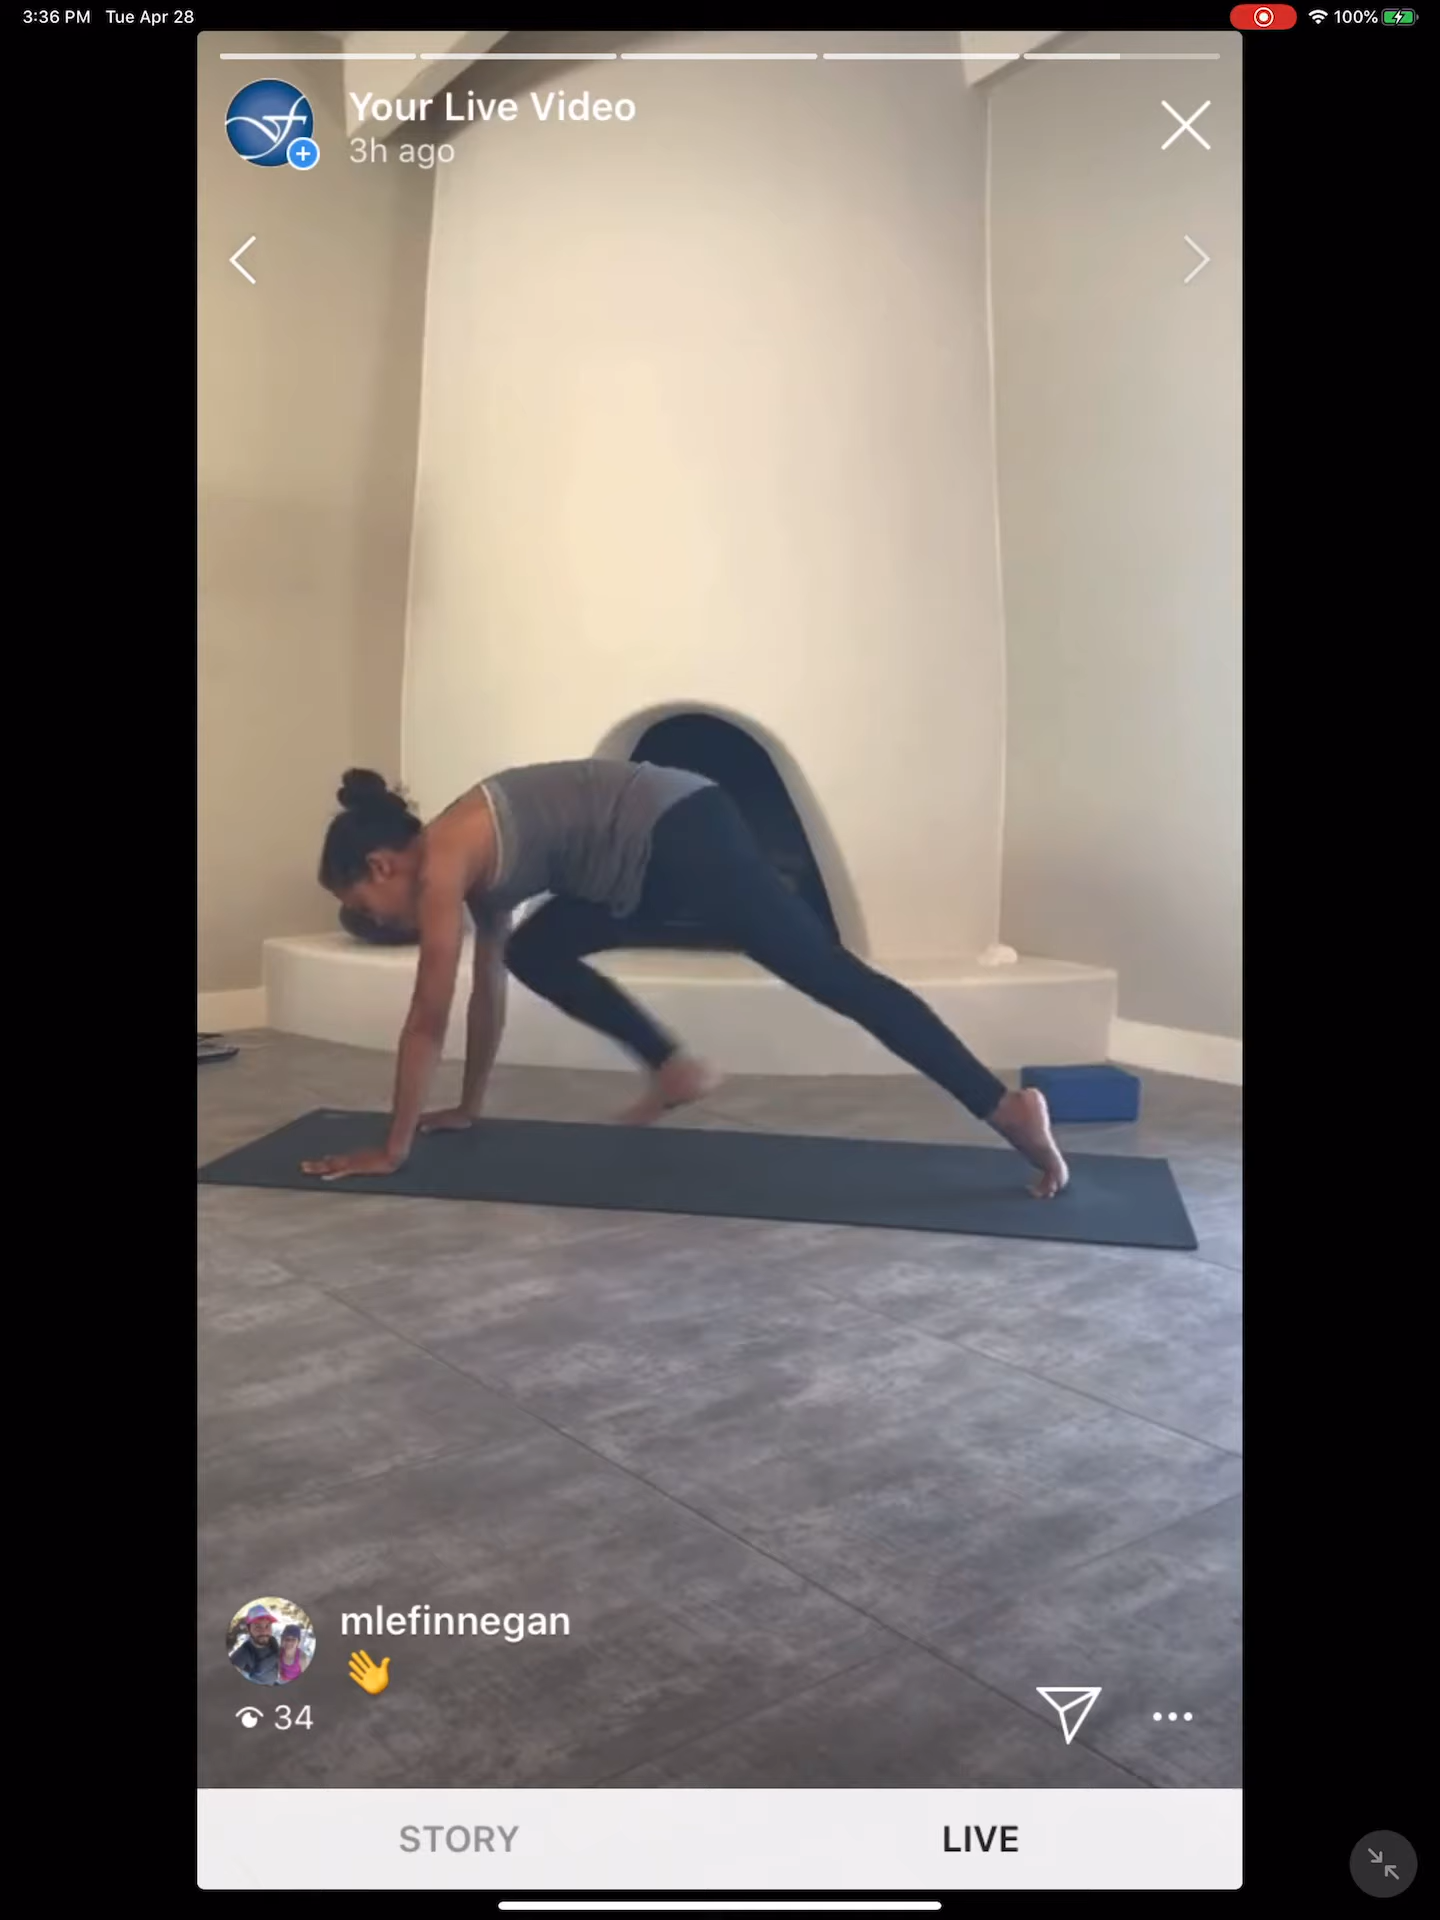 3:36 PM Tue Apr 28
100%
Your Live Video
3h ago
mlefinnegan
👋
34
STORY
LIVE